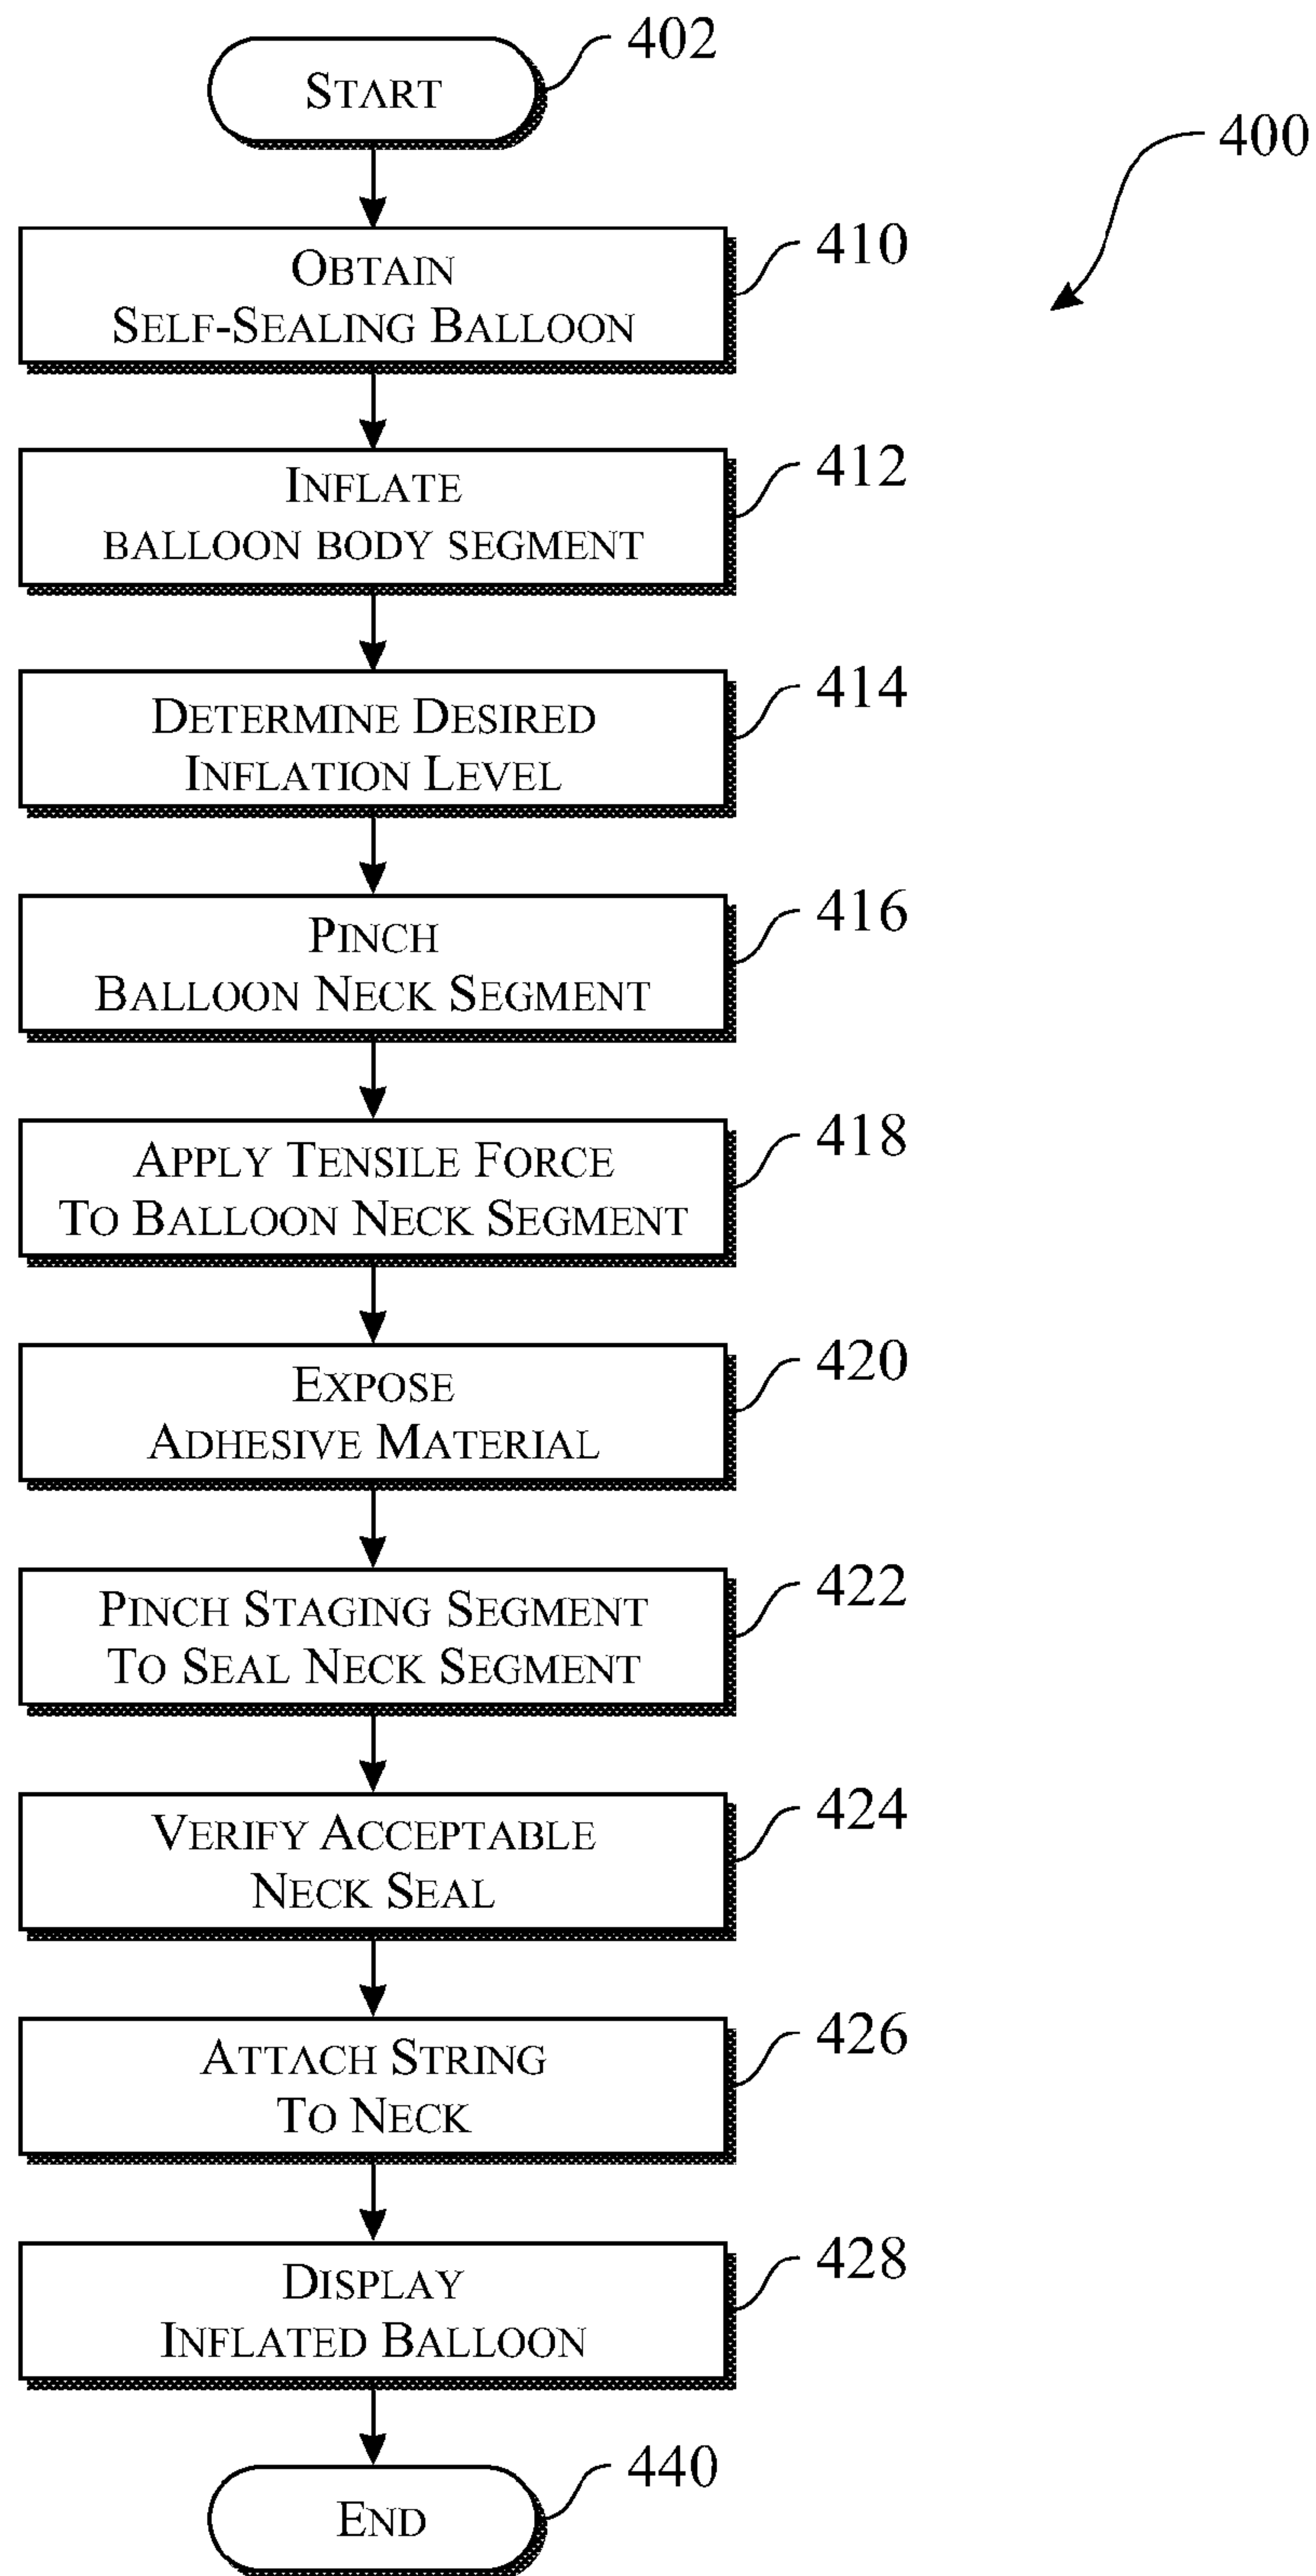 START
402
400
OBTAIN
SELF-SEALING BALLOON
410
INFLATE
BALLOON BODY SEGMENT
412
DETERMINE DESIRED
INFLATION LEVEL
414
PINCH
BALLOON NECK SEGMENT
416
APPLY TENSILE FORCE
TO BALLOON NECK SEGMENT
418
EXPOSE
ADHESIVE MATERIAL
420
PINCH STAGING SEGMENT
TO SEAL NECK SEGMENT
422
VERIFY ACCEPTABLE
NECK SEAL
424
ATTACH STRING
TO NECK
426
DISPLAY
INFLATED BALLOON
428
END
440